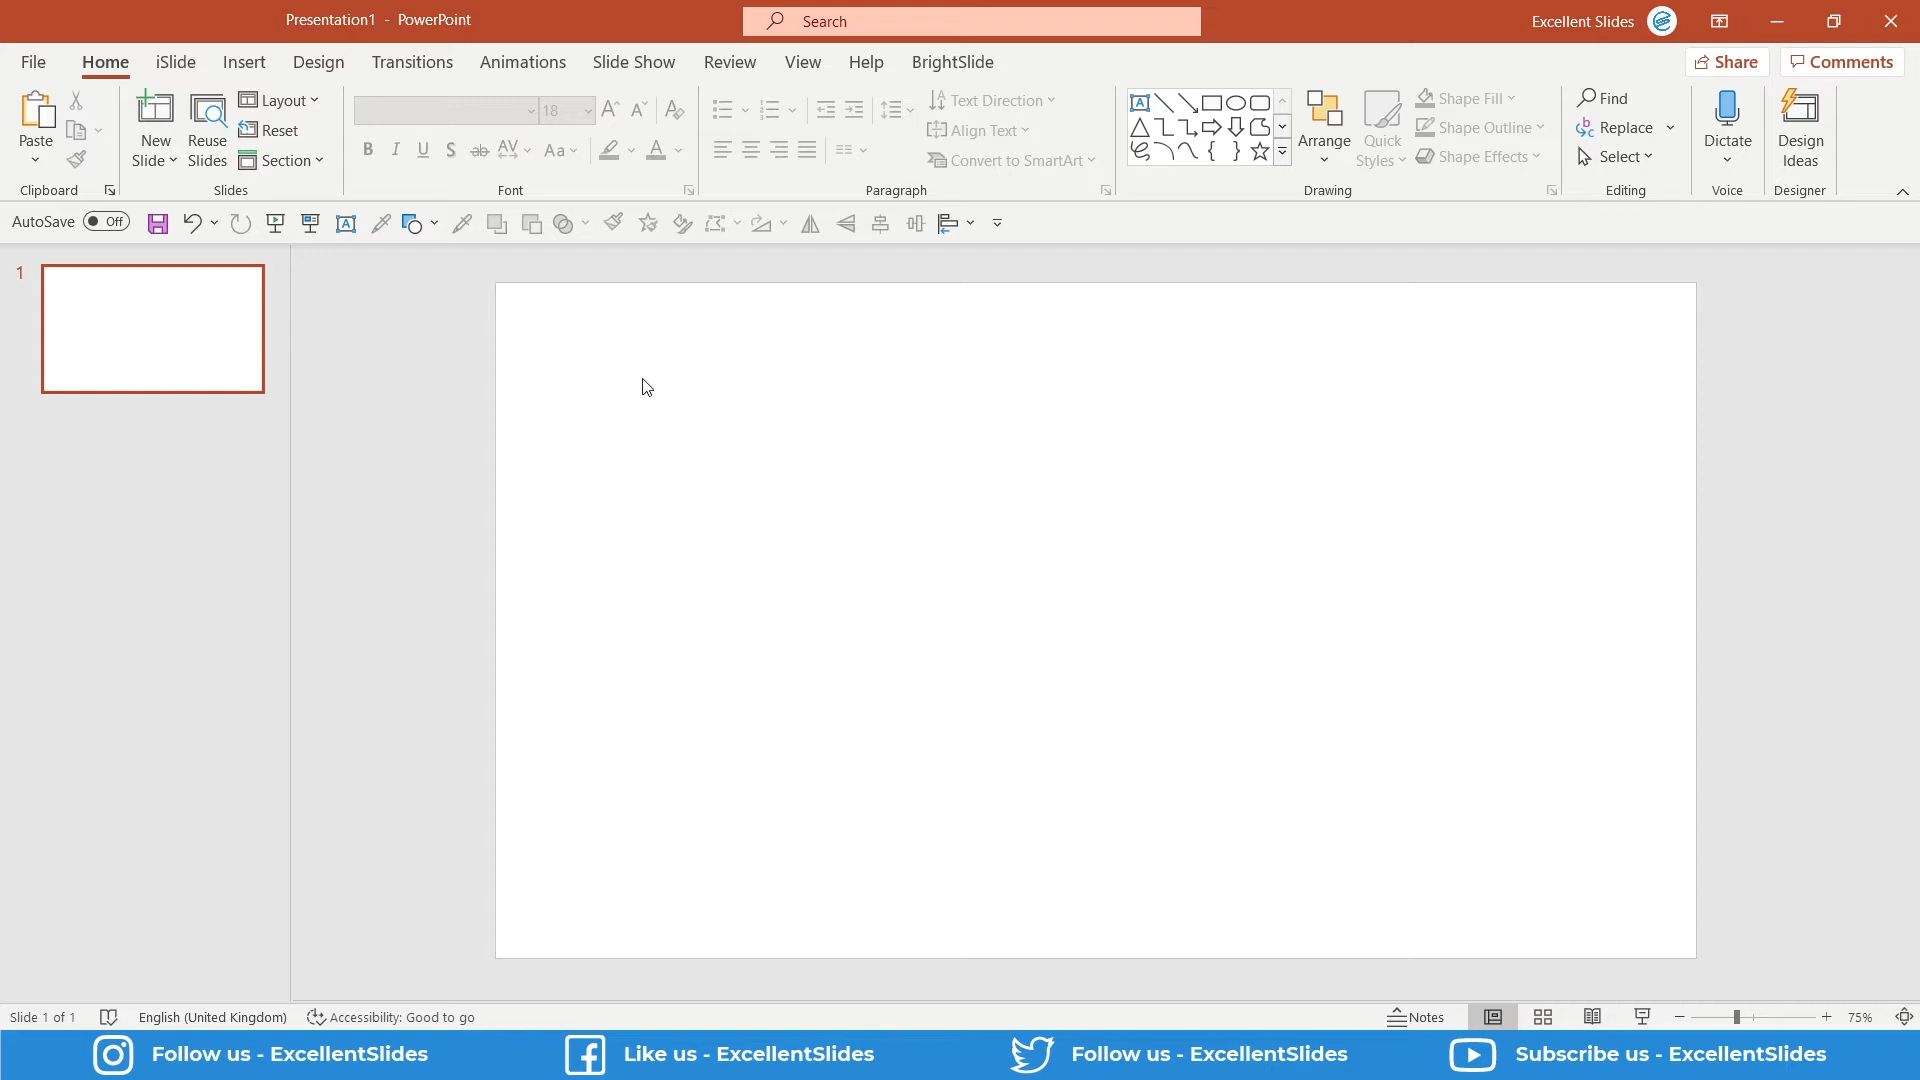 Presentation1 - PowerPoint
Search
Excellent Slides
File Home iSlide Insert Design Transitions Animations Slide Show Review View Help BrightSlide
Share Comments
Paste
Clipboard
New Slide
Reuse Slides
Layout
Reset
Section
Slides
18
B I U S ab AV Aa A
Font
Text Direction
Align Text
Convert to SmartArt
Paragraph
Arrange
Quick Styles
Shape Fill
Shape Outline
Shape Effects
Drawing
Find
Replace
Select
Editing
Dictate
Voice
Design Ideas
Designer
AutoSave Off
1
Slide 1 of 1 English (United Kingdom) Accessibility: Good to go Notes 75%
Follow us - ExcellentSlides Like us - ExcellentSlides Follow us - ExcellentSlides Subscribe us - ExcellentSlides